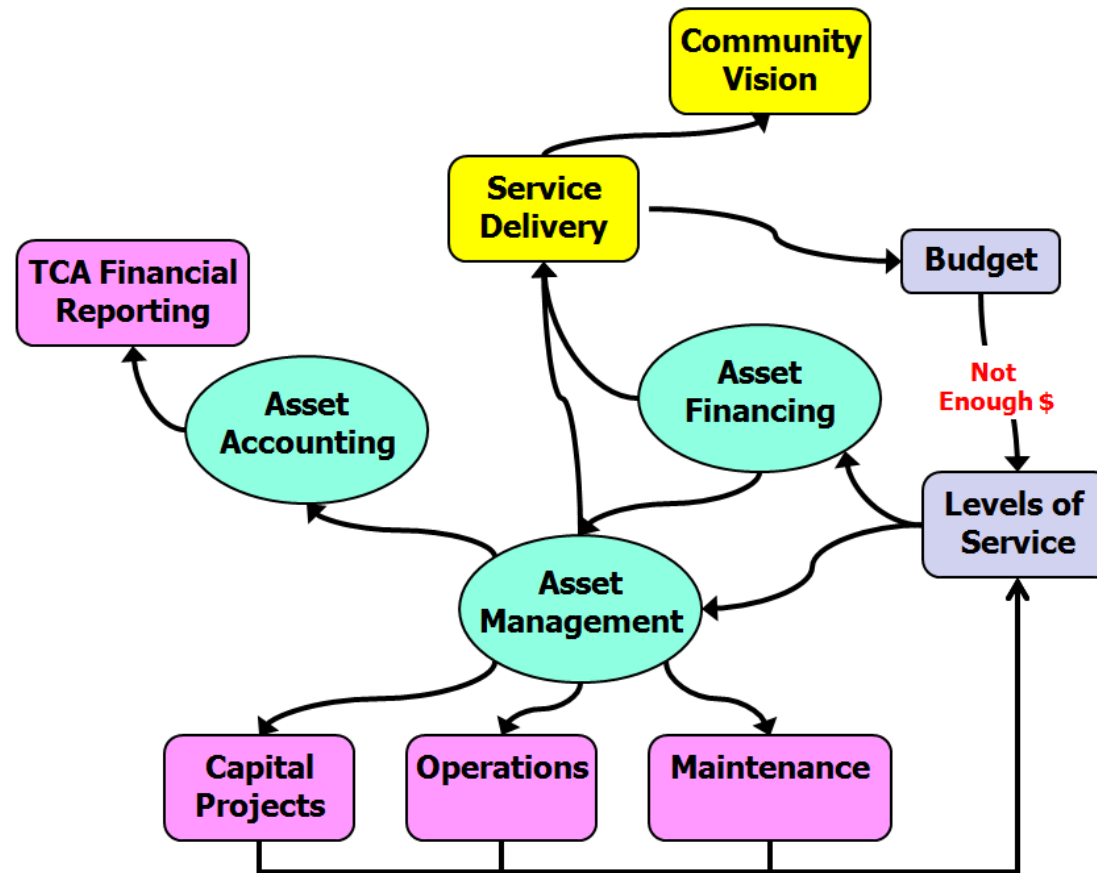 Community
Vision
Service
Delivery
Budget
TCA Financial
Reporting
Not
Enough $
Asset
Financing
Asset
Accounting
Levels of
Service
Asset
Management
Capital
Projects
Operations
Maintenance